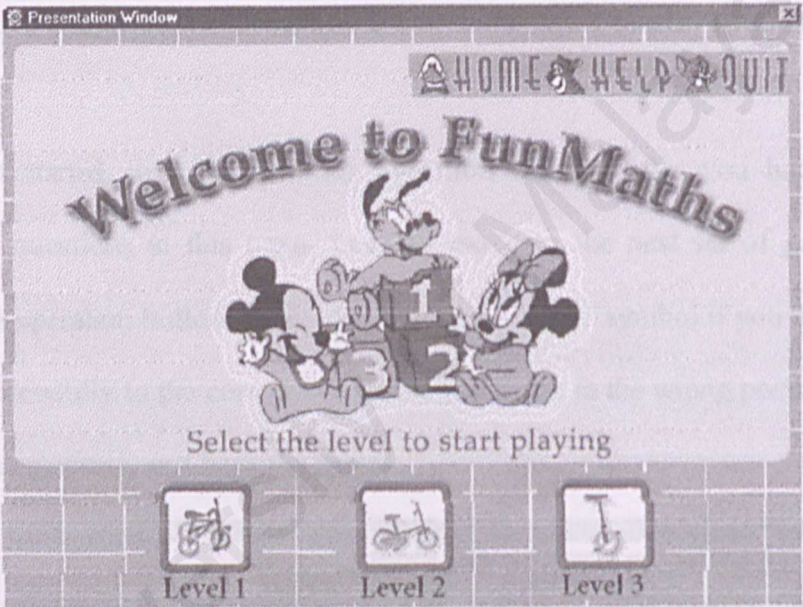 Presentation Window
HOME HELP QUIT
Welcome to FunMaths
1
3 2
Select the level to start playing
Level 1 Level 2 Level 3